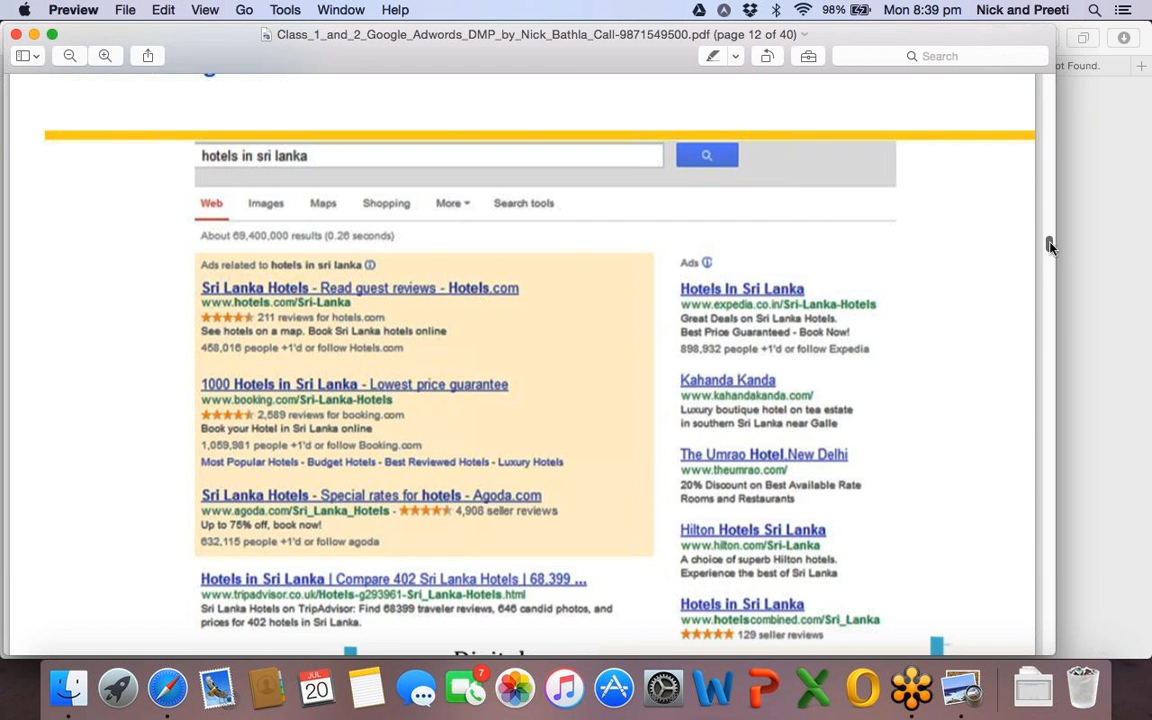 Preview File Edit View Go Tools Window Help 98% Mon 8:39 pm Nick and Preeti
Class_1_and_2_Google_Adwords_DMP_by_Nick_Bathla_Call-9871549500.pdf (page 12 of 40)
Search
ot Found.
hotels in sri lanka
Web Images Maps Shopping More Search tools
About 69,400,000 results (0.26 seconds)
Ads related to hotels in sri lanka
Sri Lanka Hotels - Read guest reviews - Hotels.com
www.hotels.com/Sri-Lanka
211 reviews for hotels.com
See hotels on a map. Book Sri Lanka hotels online
458,016 people +1'd or follow Hotels.com
1000 Hotels in Sri Lanka - Lowest price guarantee
www.booking.com/Sri-Lanka-Hotels
2,589 reviews for booking.com
Book your Hotel in Sri Lanka online
1,059,981 people +1'd or follow Booking.com
Most Popular Hotels - Budget Hotels - Best Reviewed Hotels - Luxury Hotels
Sri Lanka Hotels - Special rates for hotels - Agoda.com
www.agoda.com/Sri_Lanka_Hotels - 4,908 seller reviews
Up to 75% off, book now!
632,115 people +1'd or follow agoda
Hotels in Sri Lanka | Compare 402 Sri Lanka Hotels | 68,399 ...
www.tripadvisor.co.uk/Hotels-g293961-Sri_Lanka-Hotels.html
Sri Lanka Hotels on TripAdvisor: Find 68399 traveler reviews, 646 candid photos, and
prices for 402 hotels in Sri Lanka.
Ads
Hotels In Sri Lanka
www.expedia.co.in/Sri-Lanka-Hotels
Great Deals on Sri Lanka Hotels.
Best Price Guaranteed - Book Now!
898,932 people +1'd or follow Expedia
Kahanda Kanda
www.kahandakanda.com/
Luxury boutique hotel on tea estate
in southern Sri Lanka near Galle
The Umrao Hotel.New Delhi
www.theumrao.com/
20% Discount on Best Available Rate
Rooms and Restaurants
Hilton Hotels Sri Lanka
www.hilton.com/Sri-Lanka
A choice of superb Hilton hotels.
Experience the best of Sri Lanka
Hotels in Sri Lanka
www.hotelscombined.com/Sri_Lanka
129 seller reviews
Digital
7
JUL
20